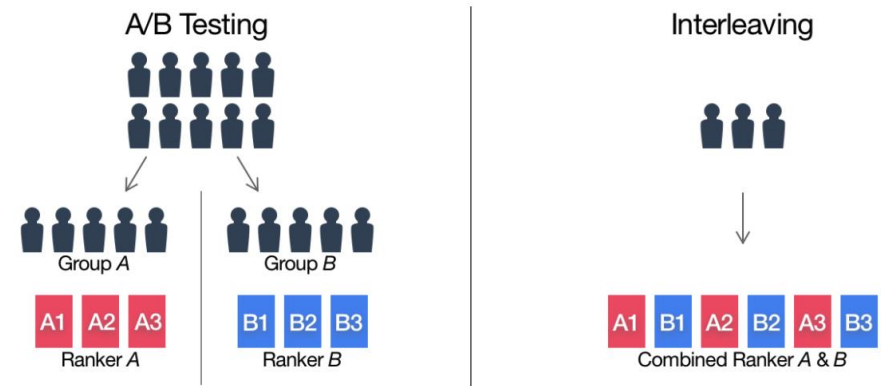 A/B Testing
Group A
Group B
A1 A2 A3
B1 B2 B3
Ranker A
Ranker B
Interleaving
A1 B1 A2 B2 A3 B3
Combined Ranker A & B